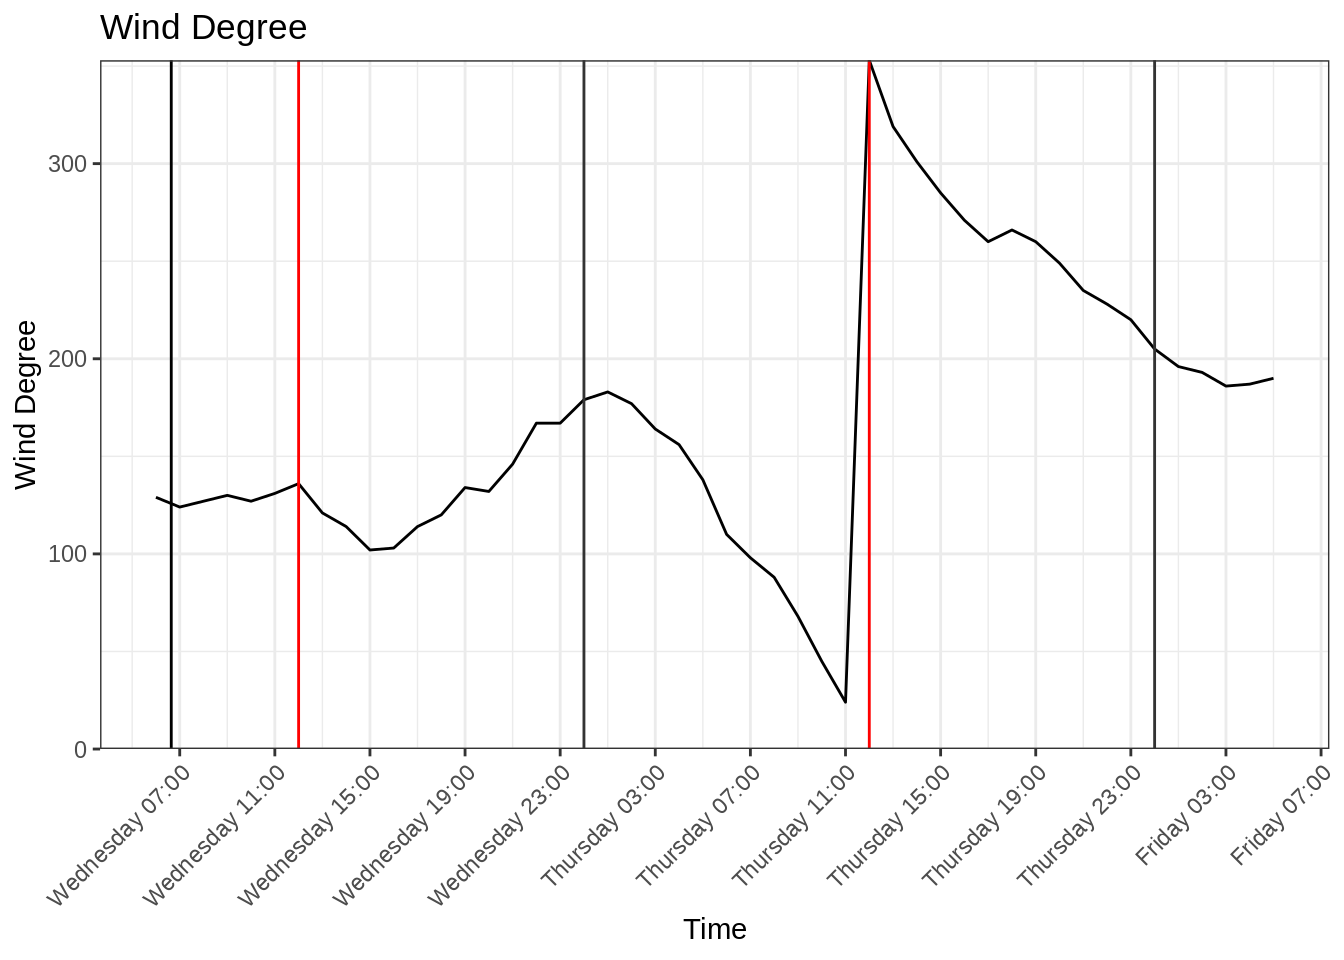 Wind Degree
Wind Degree
300
200
100
0
Wednesday 07:00
Wednesday 11:00
Wednesday 15:00
Wednesday 19:00
Wednesday 23:00
Thursday 03:00
Thursday 07:00
Thursday 11:00
Thursday 15:00
Thursday 19:00
Thursday 23:00
Friday 03:00
Friday 07:00
Time